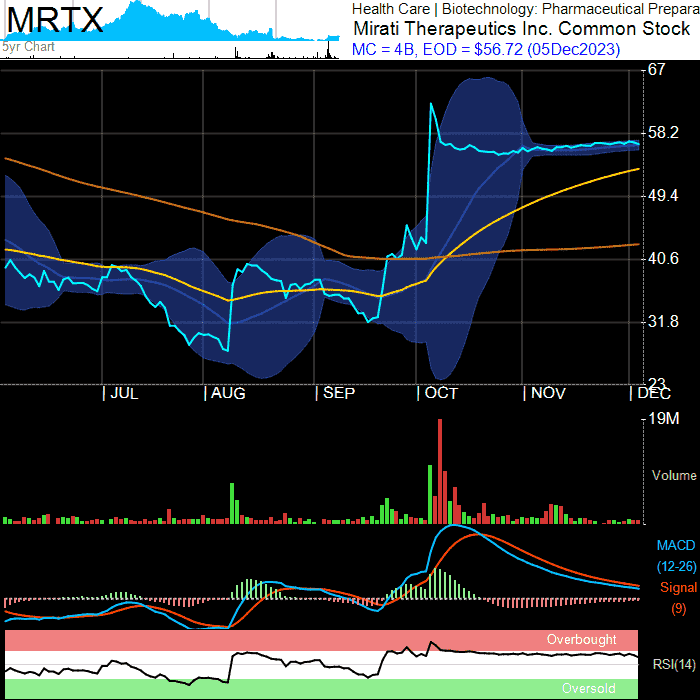 MRTX
5yr Chart
Health Care | Biotechnology: Pharmaceutical Prepara
Mirati Therapeutics Inc. Common Stock
MC = 4B, EOD = $56.72 (05Dec2023)
67
58.2
49.4
40.6
31.8
23
| JUL | AUG | SEP | OCT | NOV | DEC
19M
Volume
MACD
(12-26)
Signal
(9)
Overbought
RSI(14)
Oversold